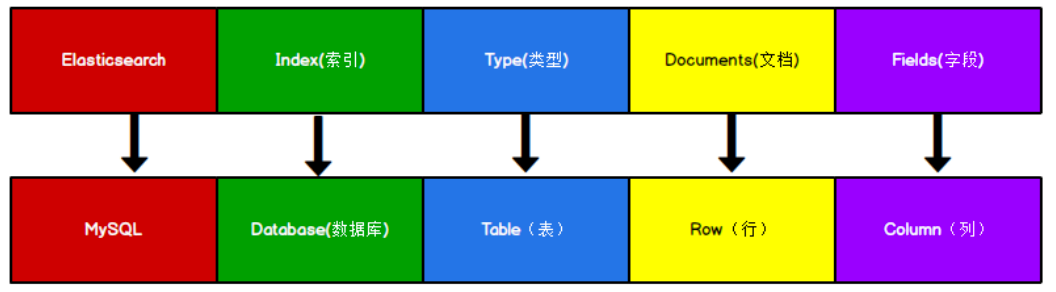 Elasticsearch
Index(索引)
Type(类型)
Documents(文档)
Fields(字段)
MySQL
Database(数据库)
Table（表）
Row（行）
Column（列）